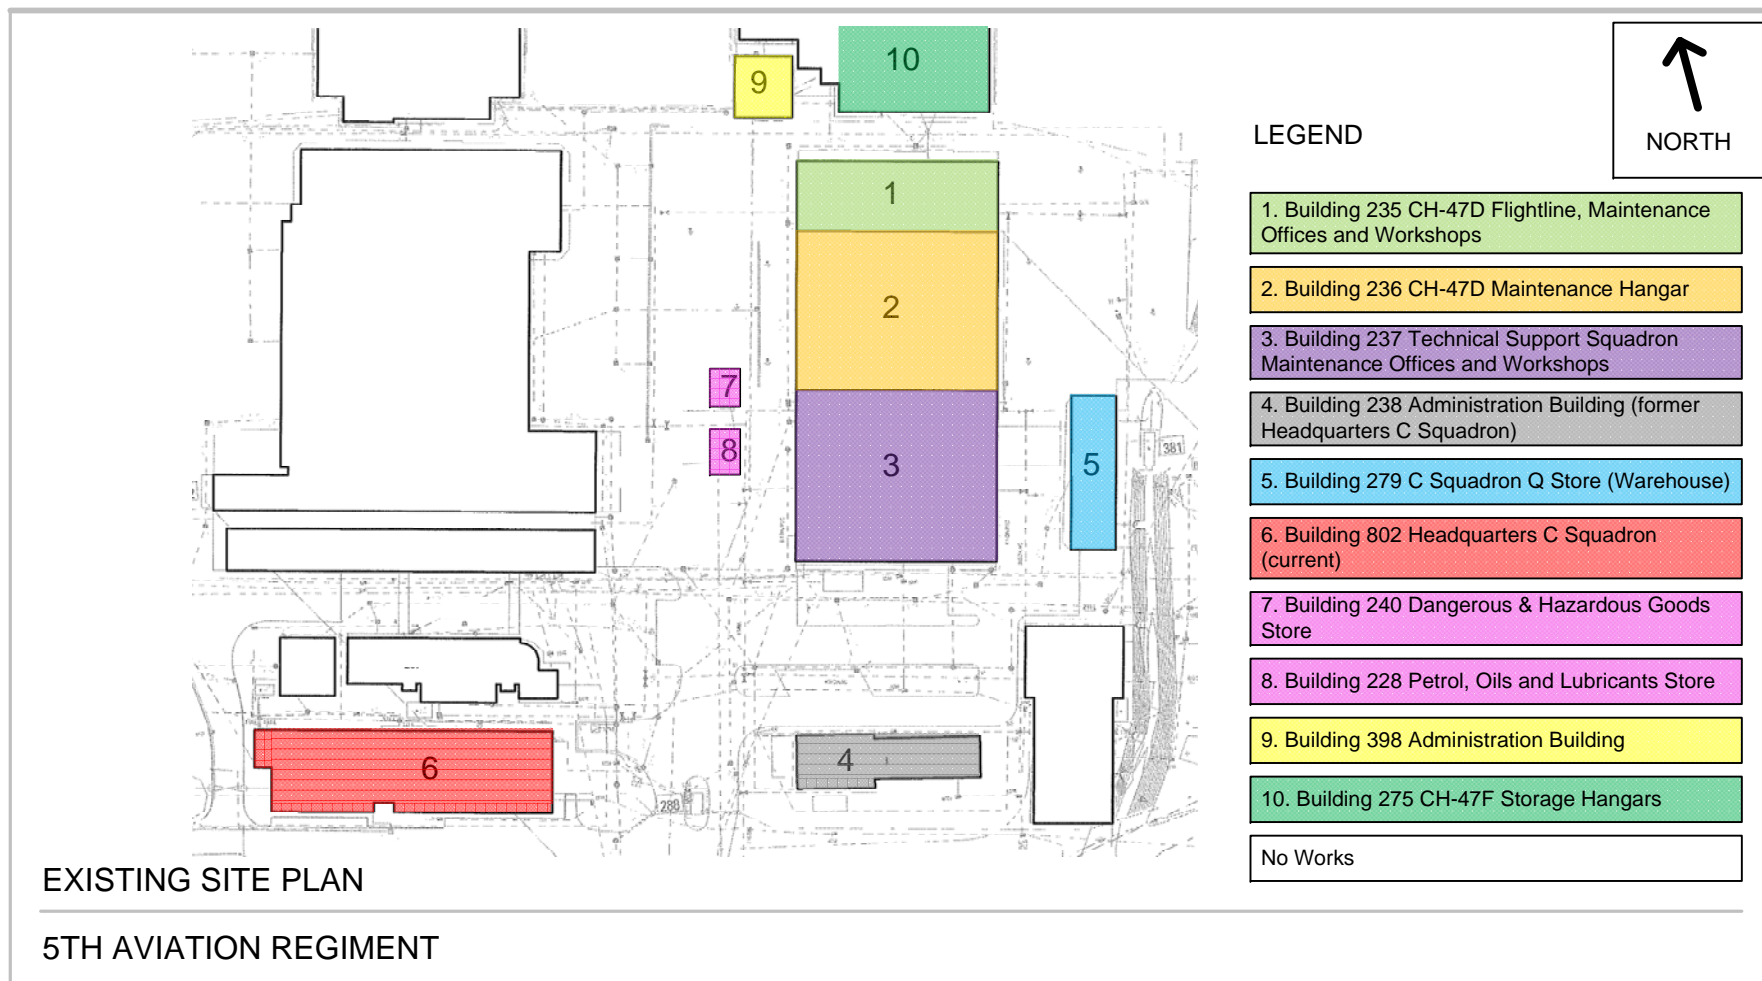 10
9
1
2
7
8
3
5
381
6
4
288
NORTH
LEGEND
1. Building 235 CH-47D Flightline, Maintenance
Offices and Workshops
2. Building 236 CH-47D Maintenance Hangar
3. Building 237 Technical Support Squadron
Maintenance Offices and Workshops
4. Building 238 Administration Building (former
Headquarters C Squadron)
5. Building 279 C Squadron Q Store (Warehouse)
6. Building 802 Headquarters C Squadron
(current)
7. Building 240 Dangerous & Hazardous Goods
Store
8. Building 228 Petrol, Oils and Lubricants Store
9. Building 398 Administration Building
10. Building 275 CH-47F Storage Hangars
No Works
EXISTING SITE PLAN
5TH AVIATION REGIMENT